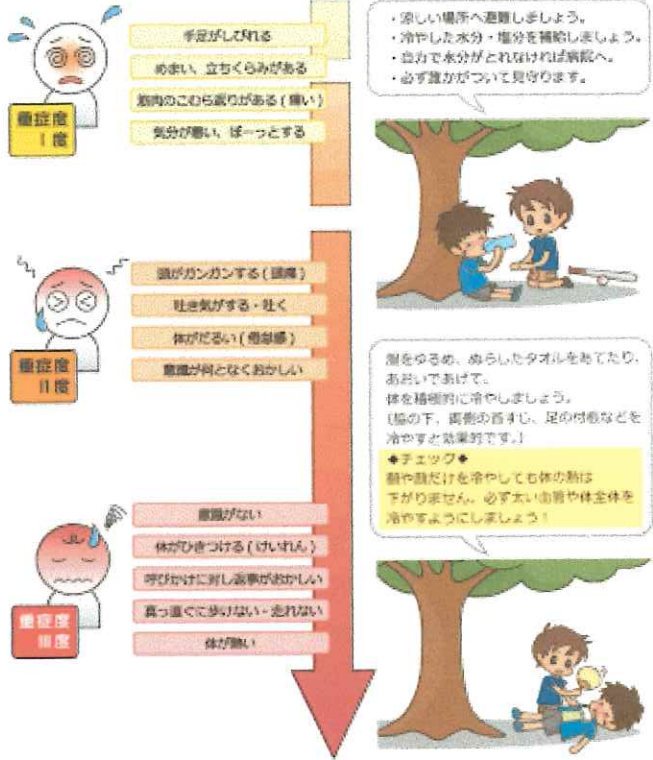 手足がしびれる
めまい、立ちくらみがある
筋肉のこむら返りがある(痛い)
気分が悪い、ぼーっとする
重症度
I度
・涼しい場所へ避難しましょう。
・冷やした水分・塩分を補給しましょう。
・自力で水分がとれなければ病院へ。
・必ず誰かがついて見守ります。
頭がガンガンする(頭痛)
吐き気がする・吐く
体がだるい(倦怠感)
意識が何となくおかしい
重症度
II度
服をゆるめ、ぬらしたタオルをあてたり、
あおいであげて。
体を積極的に冷やしましょう。
(脇の下、両側の首すじ、足の付根などを
冷やすと効果的です。)
◆チェック◆
額や顔だけを冷やしても体の熱は
下がりません、必ず太い血管や体全体を
冷やすようにしましょう!
意識がない
体がひきつける(けいれん)
呼びかけに対し返事がおかしい
真っ直ぐに歩けない・走れない
体が熱い
重症度
III度